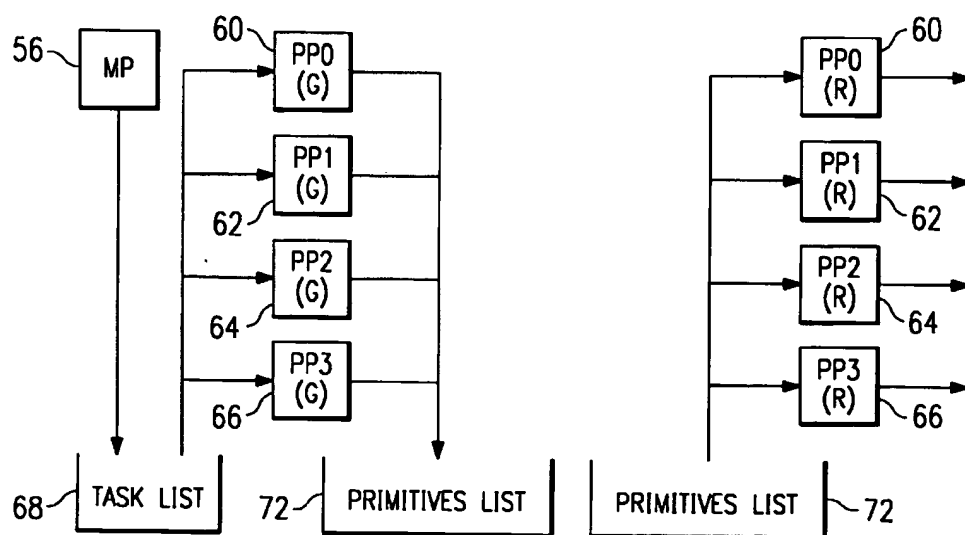 56
MP
60
PP0
(G)
PP1
(G)
62
PP2
(G)
64
PP3
(G)
66
68
TASK LIST
72
PRIMITIVES LIST
60
PP0
(R)
PP1
(R)
62
PP2
(R)
64
PP3
(R)
66
PRIMITIVES LIST
72